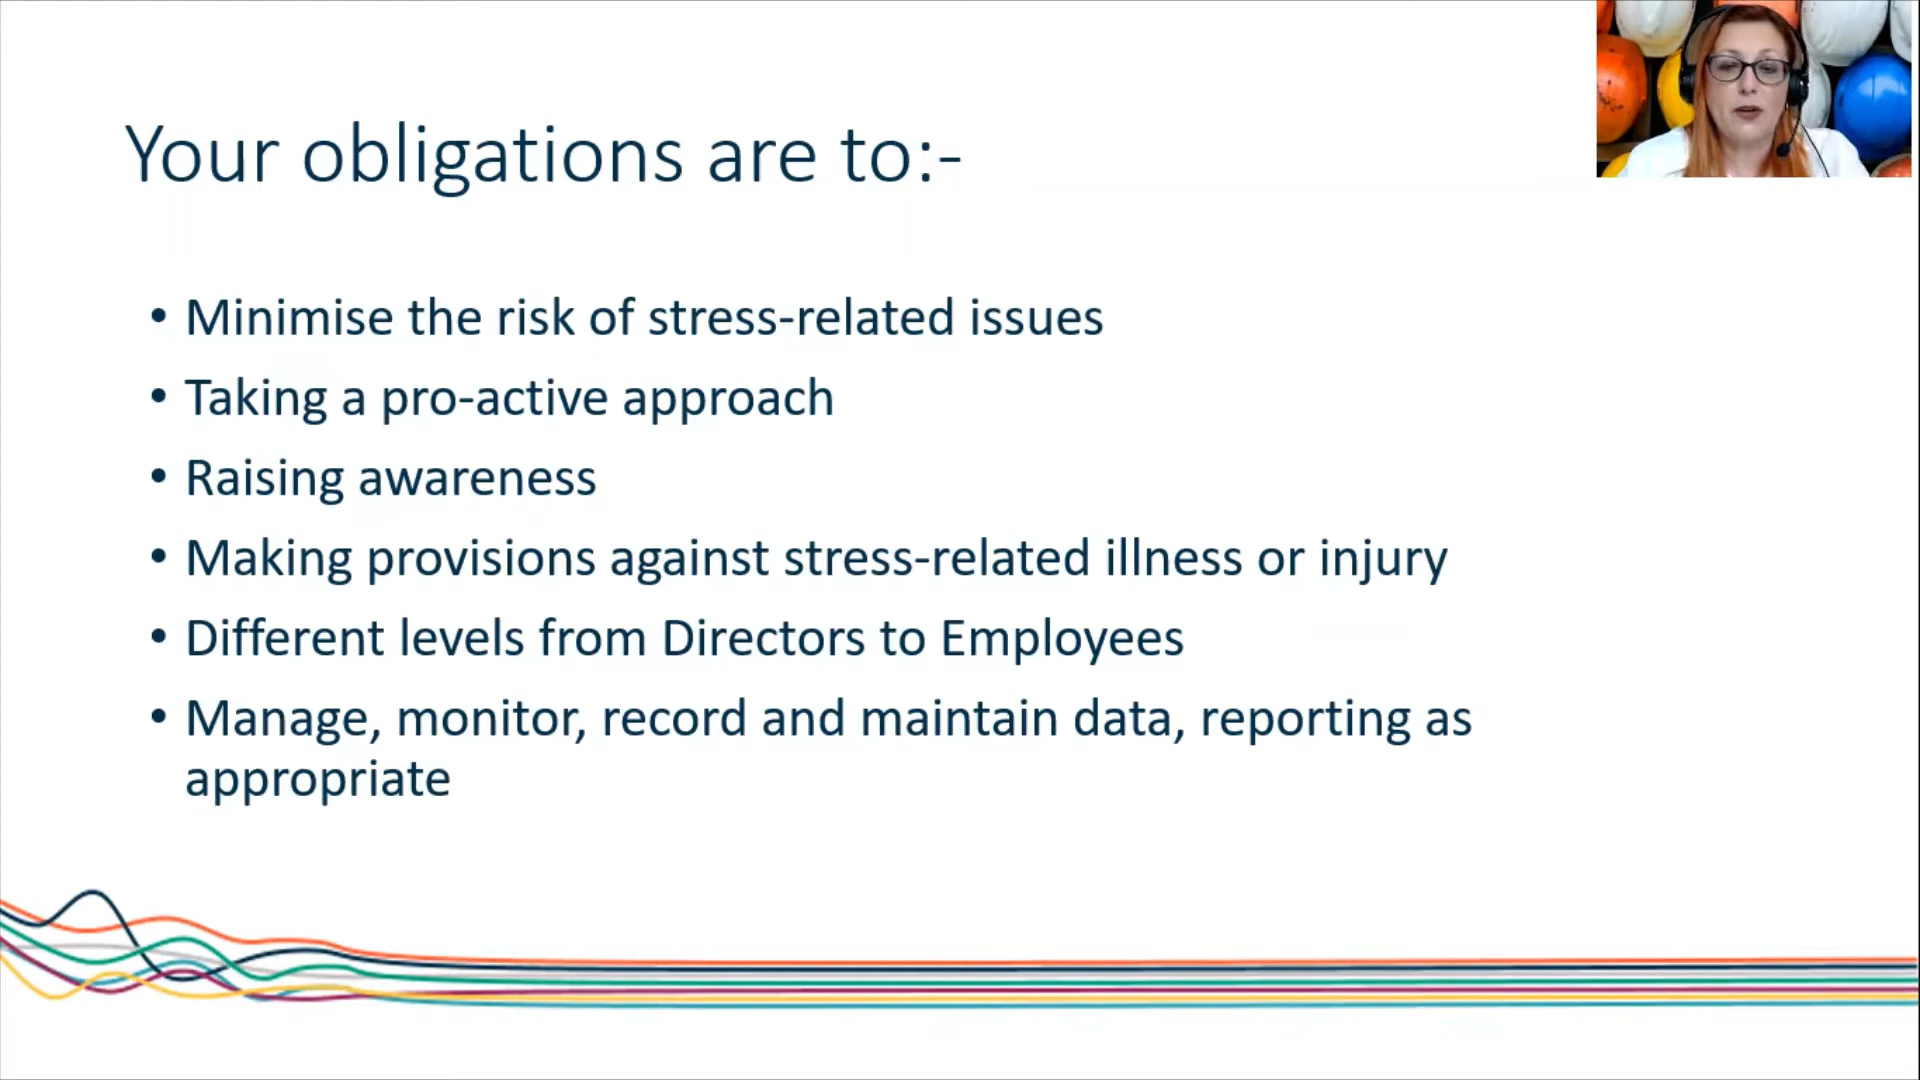 Your obligations are to:-
• Minimise the risk of stress-related issues
• Taking a pro-active approach
• Raising awareness
• Making provisions against stress-related illness or injury
• Different levels from Directors to Employees
• Manage, monitor, record and maintain data, reporting as
appropriate